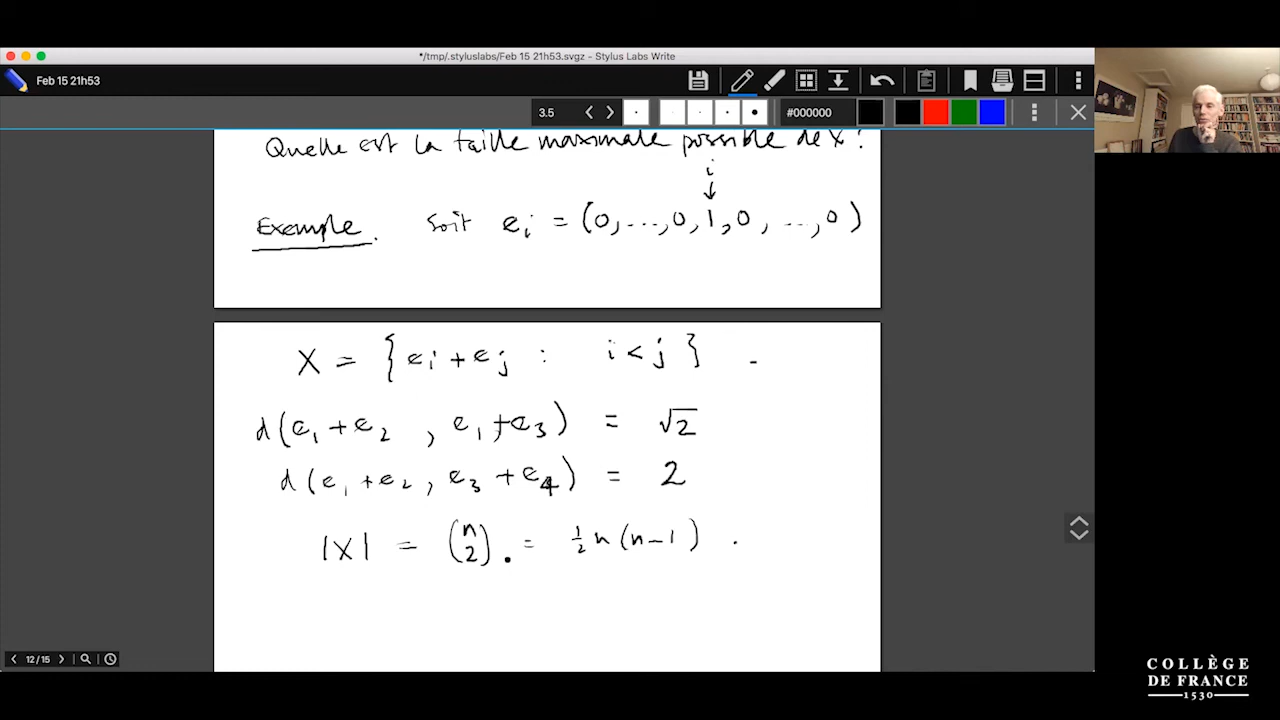 */tmp/.styluslabs/Feb 15 21h53.svgz - Stylus Labs Write
Feb 15 21h53
3.5
#000000
Quelle est la taille maximale possible de X ?
i
↓
Exemple. Soit e_i = (0, ..., 0, 1, 0, ..., 0)
X = { e_i + e_j : i < j }
d(e_1 + e_2, e_1 + e_3) = √2
d(e_1 + e_2, e_3 + e_4) = 2
|X| = (n 2) . = 1/2 n (n - 1) .
12/15
COLLÈGE
DE FRANCE
1530